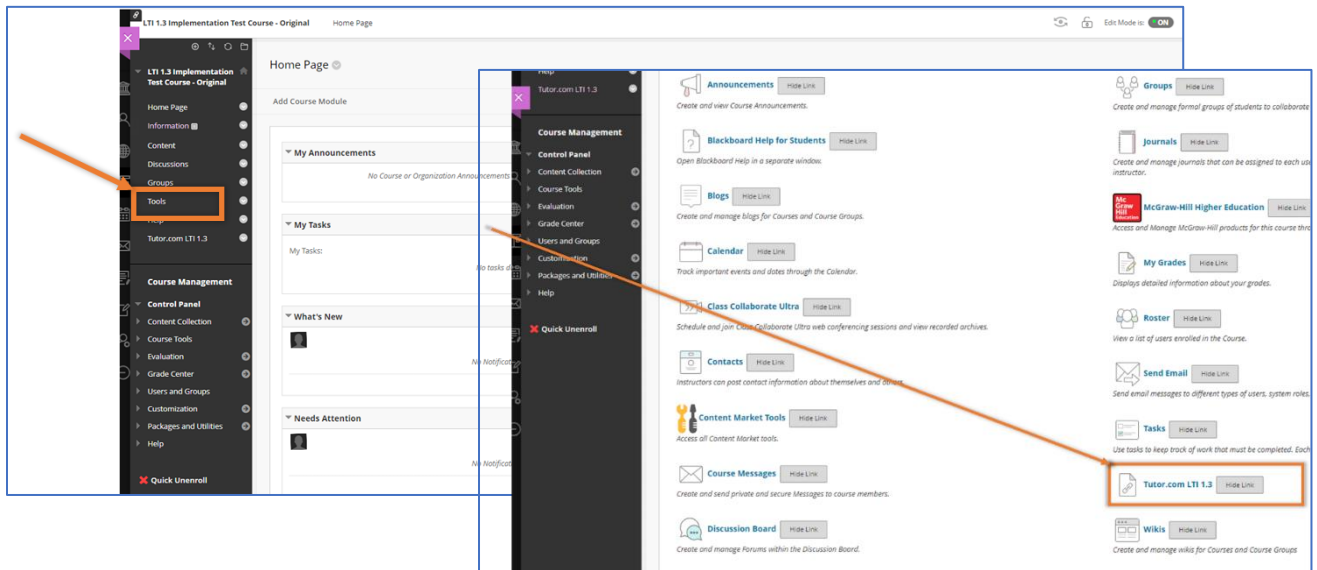 LTI 1.3 Implementation Test Course - Original Home Page
Edit Mode is: ON
LTI 1.3 Implementation
Test Course - Original
Home Page
Information
Content
Discussions
Groups
Tools
Help
Tutor.com LTI 1.3
Course Management
Control Panel
Content Collection
Course Tools
Evaluation
Grade Center
Users and Groups
Customization
Packages and Utilities
Help
Quick Unenroll
Home Page
Add Course Module
My Announcements
No Course or Organization Announcements
My Tasks
My Tasks:
No tasks
What's New
No Notificat
Needs Attention
No Notificat
Help
Tutor.com LTI 1.3
Course Management
Control Panel
Content Collection
Course Tools
Evaluation
Grade Center
Users and Groups
Customization
Packages and Utilities
Help
Quick Unenroll
Announcements Hide Link
Create and view Course Announcements.
Blackboard Help for Students Hide Link
Open Blackboard Help in a separate window.
Blogs Hide Link
Create and manage blogs for Courses and Course Groups.
Calendar Hide Link
Track important events and dates through the Calendar.
Class Collaborate Ultra Hide Link
Schedule and join Class Collaborate Ultra web conferencing sessions and view recorded archives.
Contacts Hide Link
Instructors can post contact information about themselves and others.
Content Market Tools Hide Link
Access all Content Market tools.
Course Messages Hide Link
Create and send private and secure Messages to course members.
Discussion Board Hide Link
Create and manage Forums within the Discussion Board.
Groups Hide Link
Create and manage formal groups of students to collaborate
Journals Hide Link
Create and manage journals that can be assigned to each use
instructor.
Mc
Graw
Hill
Education
McGraw-Hill Higher Education Hide Link
Access and Manage McGraw-Hill products for this course thro
My Grades Hide Link
Displays detailed information about your grades.
Roster Hide Link
View a list of users enrolled in the Course.
Send Email Hide Link
Send email messages to different types of users, system roles,
Tasks Hide Link
Use tasks to keep track of work that must be completed. Each
Tutor.com LTI 1.3 Hide Link
Wikis Hide Link
Create and manage wikis for Courses and Course Groups